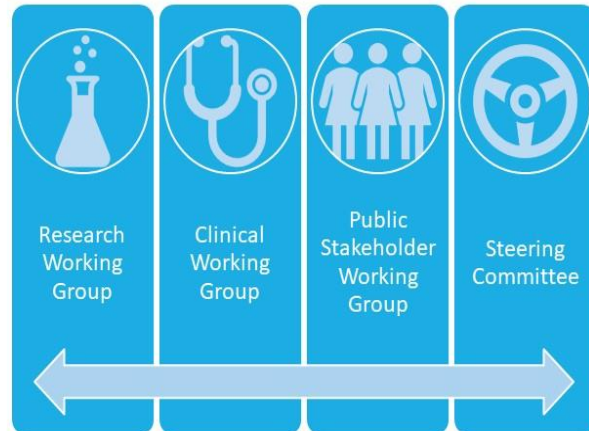 Research
Working
Group
Clinical
Working
Group
Public
Stakeholder
Working
Group
Steering
Committee